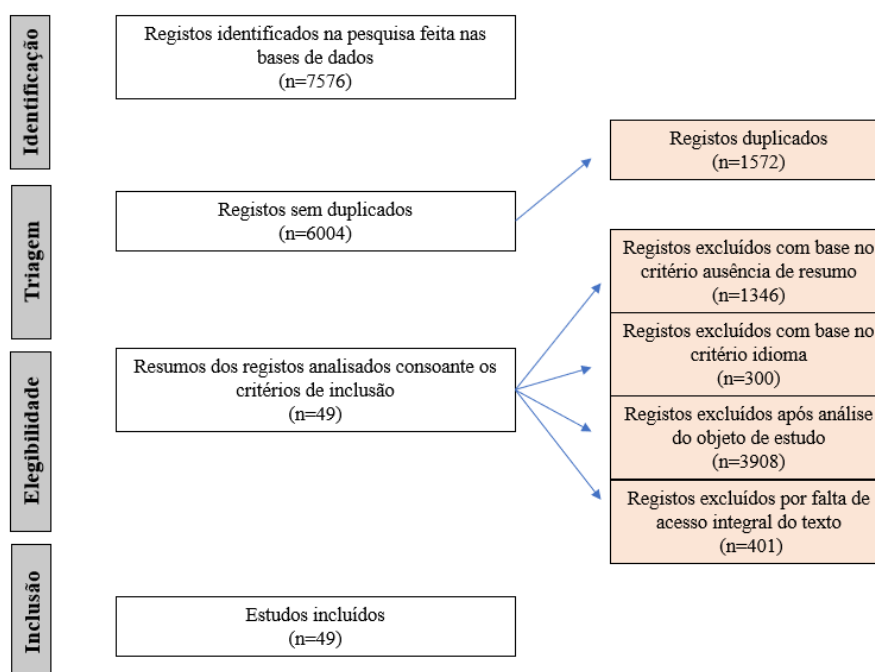 Identificação
Registos identificados na pesquisa feita nas
bases de dados
(n=7576)
Registos duplicados
(n=1572)
Triagem
Registos sem duplicados
(n=6004)
Registos excluídos com base no
critério ausência de resumo
(n=1346)
Registos excluídos com base no
critério idioma
(n=300)
Elegibilidade
Resumos dos registos analisados consoante os
critérios de inclusão
(n=49)
Registos excluídos após análise
do objeto de estudo
(n=3908)
Registos excluídos por falta de
acesso integral do texto
(n=401)
Inclusão
Estudos incluídos
(n=49)